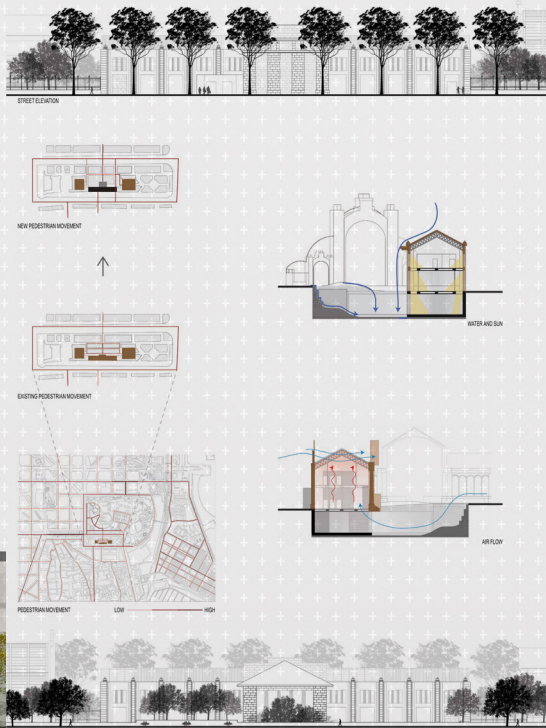 STREET ELEVATION
NEW PEDESTRIAN MOVEMENT
WATER AND SUN
EXISTING PEDESTRIAN MOVEMENT
AIR FLOW
PEDESTRIAN MOVEMENT LOW HIGH